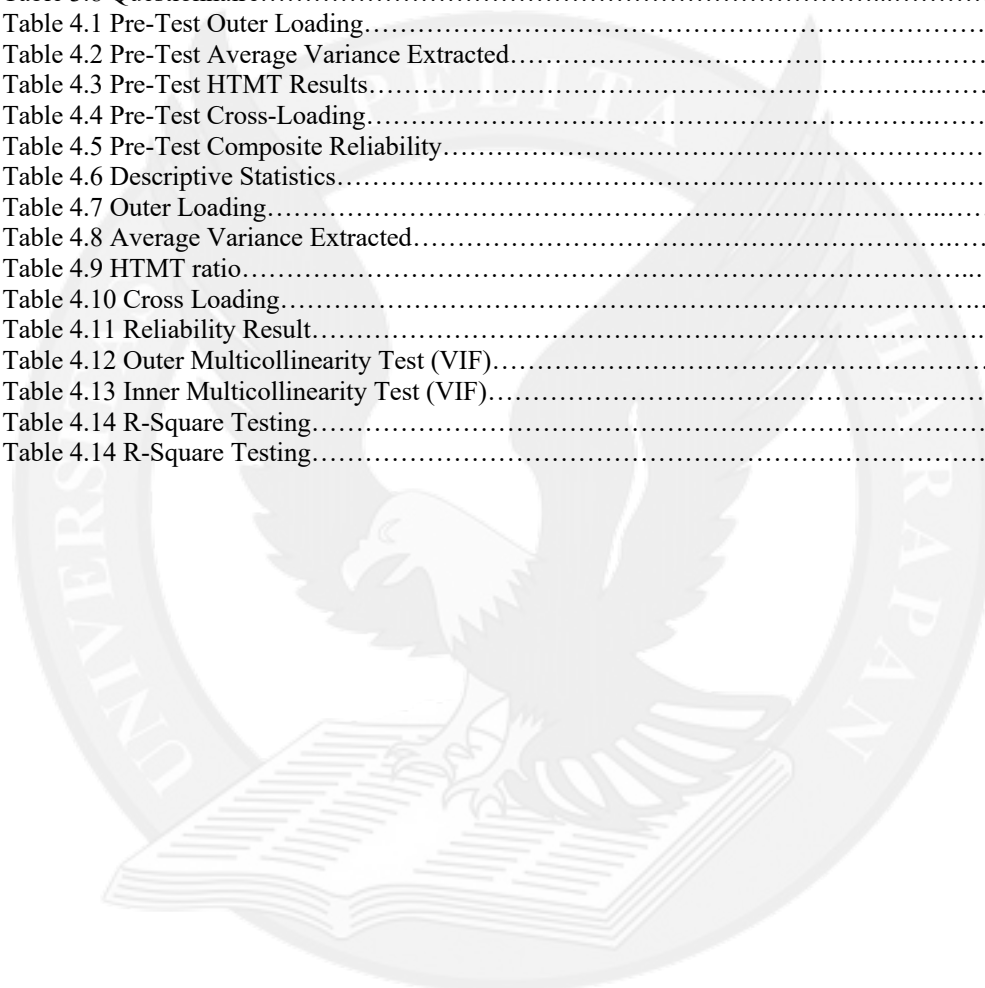 Table 4.1 Pre-Test Outer Loading……………………………………………………………………
Table 4.2 Pre-Test Average Variance Extracted……………………………………………….……
Table 4.3 Pre-Test HTMT Results………………………………………………………………….……
Table 4.4 Pre-Test Cross-Loading………………………………………………………………….……
Table 4.5 Pre-Test Composite Reliability……………………………………………………………
Table 4.6 Descriptive Statistics…………………………………………………………………………
Table 4.7 Outer Loading………………………………………………………………………………...……
Table 4.8 Average Variance Extracted…………………………………………………………….……
Table 4.9 HTMT ratio…………………………………………………………………………………....
Table 4.10 Cross Loading………………………………………………………………………………...
Table 4.11 Reliability Result……………………………………………………………………………
Table 4.12 Outer Multicollinearity Test (VIF)………………………………………………………
Table 4.13 Inner Multicollinearity Test (VIF)………………………………………………………
Table 4.14 R-Square Testing……………………………………………………………………………
Table 4.14 R-Square Testing……………………………………………………………………………
UNIVERSITAS PELITA HARAPAN